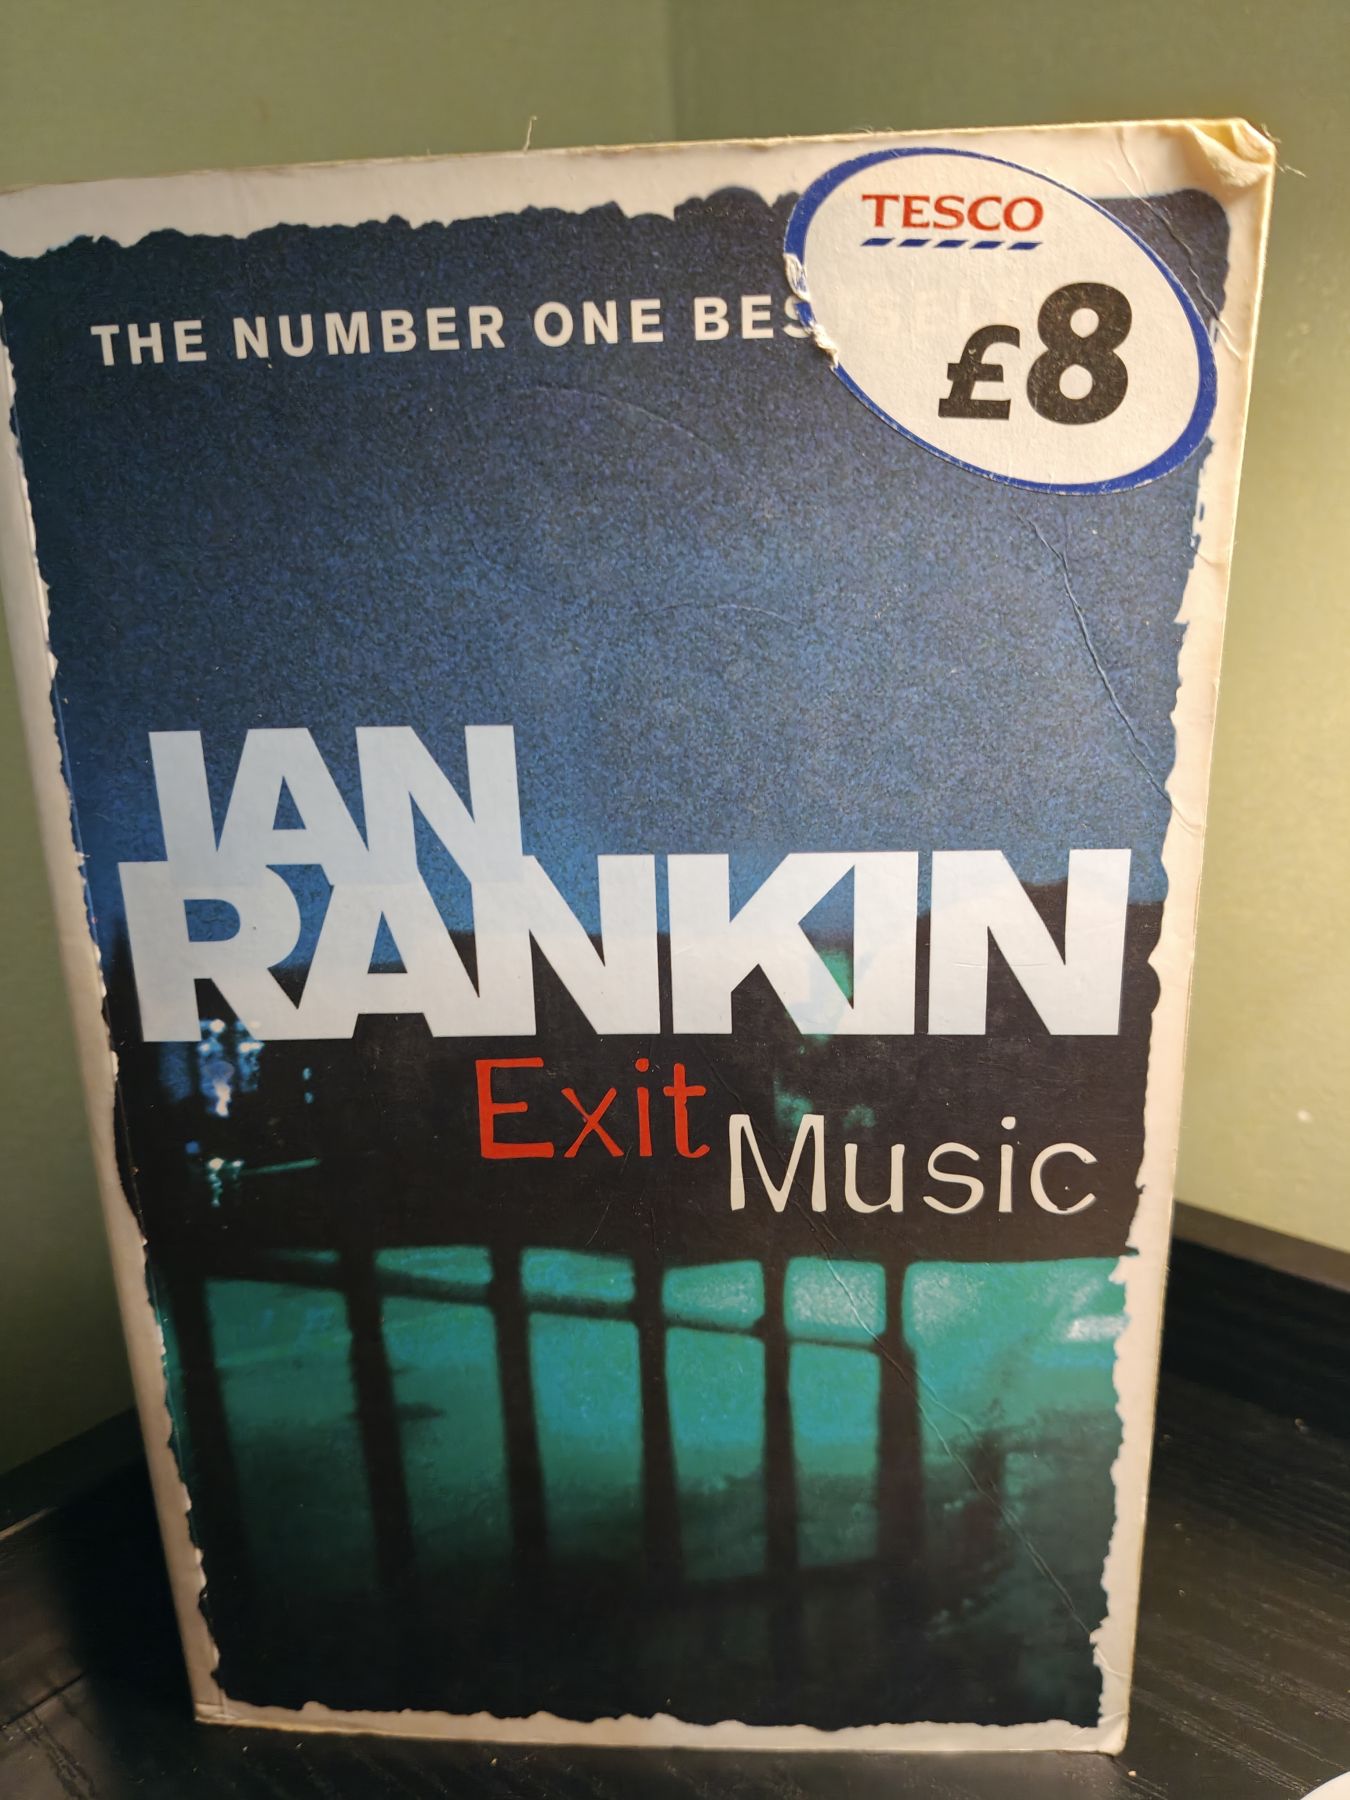 TESCO
£8
THE NUMBER ONE BES
IAN
RANKIN
Exit
Music